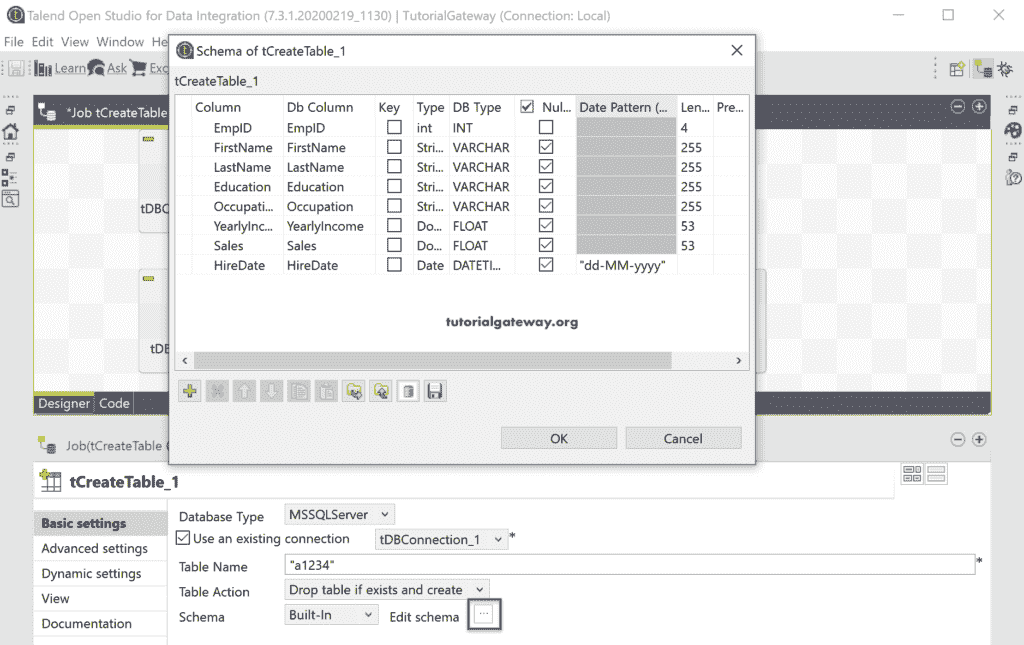 Talend Open Studio for Data Integration (7.3.1.20200219_1130) | TutorialGateway (Connection: Local)
File Edit View Window He
Learn Ask Exc
*Job tCreateTable
Schema of tCreateTable_1
tCreateTable_1
Column Db Column Key Type DB Type Nul... Date Pattern (... Len... Pre...
EmpID EmpID int INT 4
FirstName FirstName Stri... VARCHAR 255
LastName LastName Stri... VARCHAR 255
Education Education Stri... VARCHAR 255
Occupati... Occupation Stri... VARCHAR 255
YearlyInc... YearlyIncome Do... FLOAT 53
Sales Sales Do... FLOAT 53
HireDate HireDate Date DATETI... "dd-MM-yyyy"
tutorialgateway.org
tDBC
tDB
OK Cancel
Designer Code
Job(tCreateTable
tCreateTable_1
Basic settings
Advanced settings
Dynamic settings
View
Documentation
Database Type MSSQLServer
Use an existing connection tDBConnection_1 *
Table Name "a1234" *
Table Action Drop table if exists and create
Schema Built-In Edit schema ...